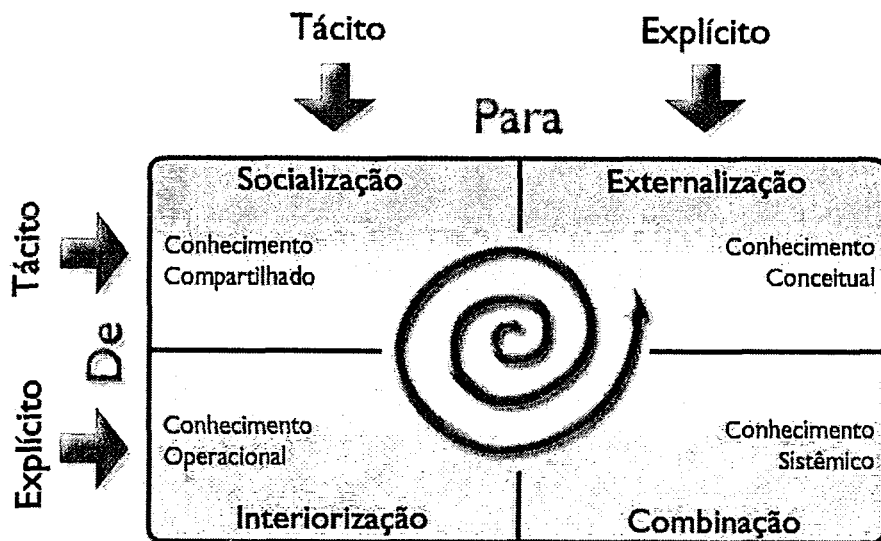 Tácito
Explícito
Para
Socialização
Externalização
Tácito
Conhecimento
Compartilhado
Conhecimento
Conceitual
De
Explícito
Conhecimento
Operacional
Conhecimento
Sistêmico
Interiorização
Combinação